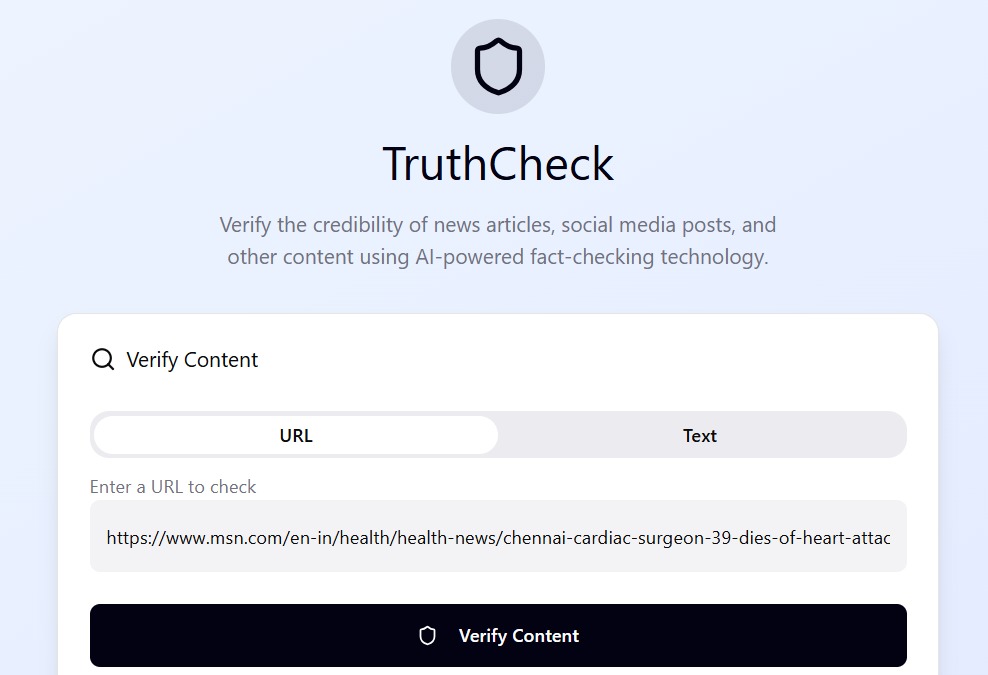 TruthCheck
Verify the credibility of news articles, social media posts, and
other content using AI-powered fact-checking technology.
Verify Content
URL
Text
Enter a URL to check
https://www.msn.com/en-in/health/health-news/chennai-cardiac-surgeon-39-dies-of-heart-attac
Verify Content